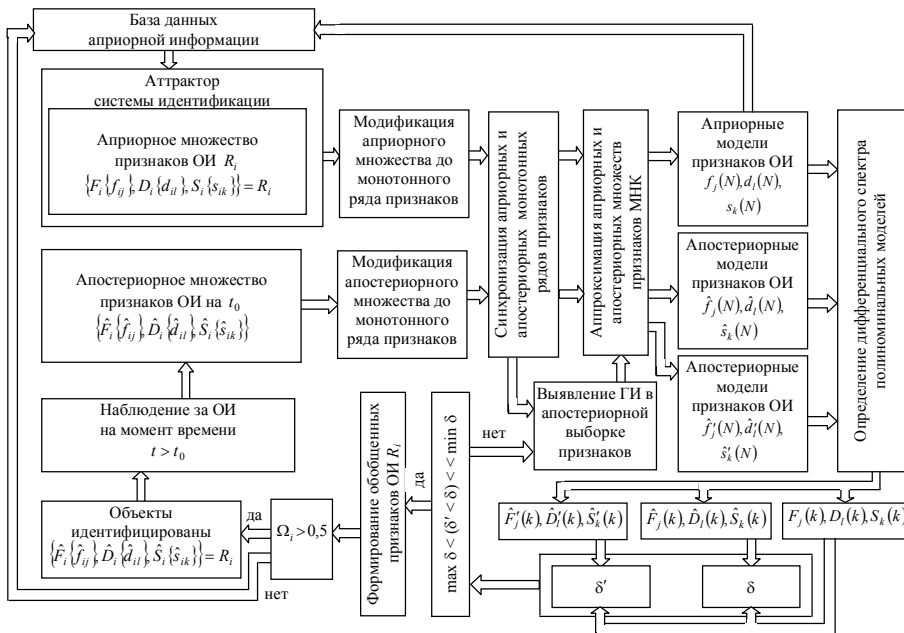 База данных
априорной информации
Аттрактор
системы идентификации
Априорное множество
признаков ОИ R_i
{F_i{f_ij}, D_i{d_il}, S_i{s_ik}} = R_i
Модификация
априорного
множества до
монотонного
ряда признаков
Синхронизация априорных и
апостериорных монотонных
рядов признаков
Аппроксимация априорных и
апостериорных множеств
признаков МНК
Априорные
модели
признаков ОИ
f_j(N), d_l(N),
s_k(N)
Определение дифференциального спектра
полиноминальных моделей
Апостериорное множество
признаков ОИ на t_0
{F̂_i{f̂_ij}, D̂_i{d̂_il}, Ŝ_i{ŝ_ik}}
Модификация
апостериорного
множества до
монотонного
ряда признаков
Апостериорные
модели
признаков ОИ
f̂_j(N), d̂_l(N),
ŝ_k(N)
Апостериорные
модели
признаков ОИ
f̂′_j(N), d̂′_l(N),
ŝ′_k(N)
Наблюдение за ОИ
на момент времени
t > t_0
Формирование обобщенных
признаков ОИ R_i
да
max δ < (δ′ < δ) < < min δ
нет
Выявление ГИ в
апостериорной
выборке
признаков
Объекты
идентифицированы
{F̂_i{f̂_ij}, D̂_i{d̂_il}, Ŝ_i{ŝ_ik}} = R_i
да
Ω_i > 0,5
нет
F̂′_j(k), D̂′_l(k), Ŝ′_k(k)
F̂_j(k), D̂_l(k), Ŝ_k(k)
F_j(k), D_l(k), S_k(k)
δ′
δ